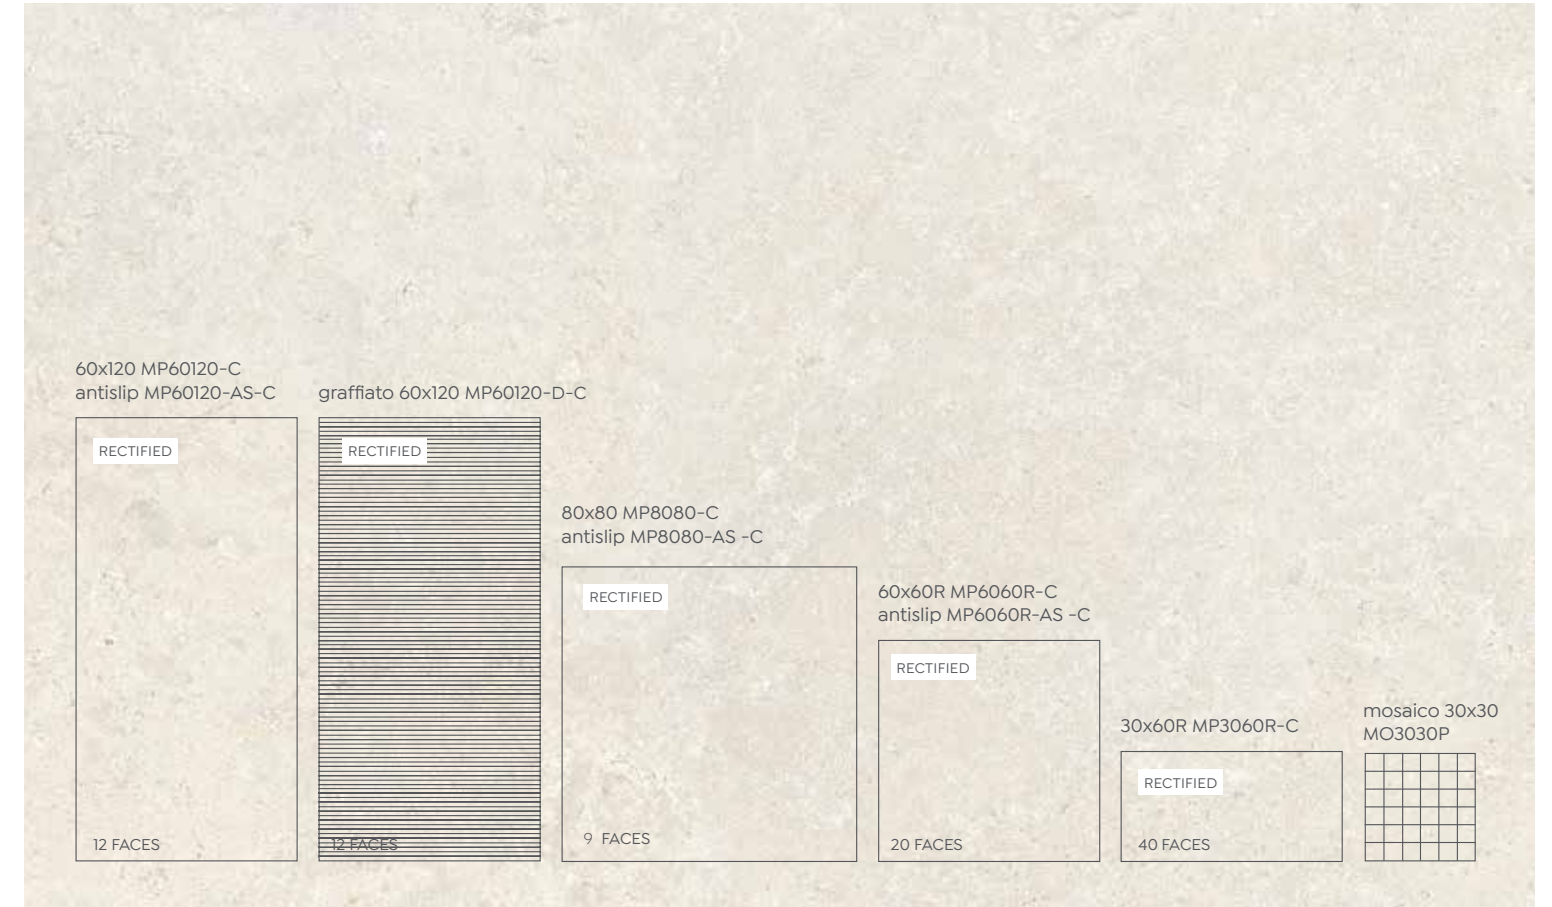 60x120 MP60120-C
antislip MP60120-AS-C
RECTIFIED
12 FACES
graffiato 60x120 MP60120-D-C
RECTIFIED
12 FACES
80x80 MP8080-C
antislip MP8080-AS -C
RECTIFIED
9 FACES
60x60R MP6060R-C
antislip MP6060R-AS -C
RECTIFIED
20 FACES
30x60R MP3060R-C
RECTIFIED
40 FACES
mosaico 30x30
MO3030P